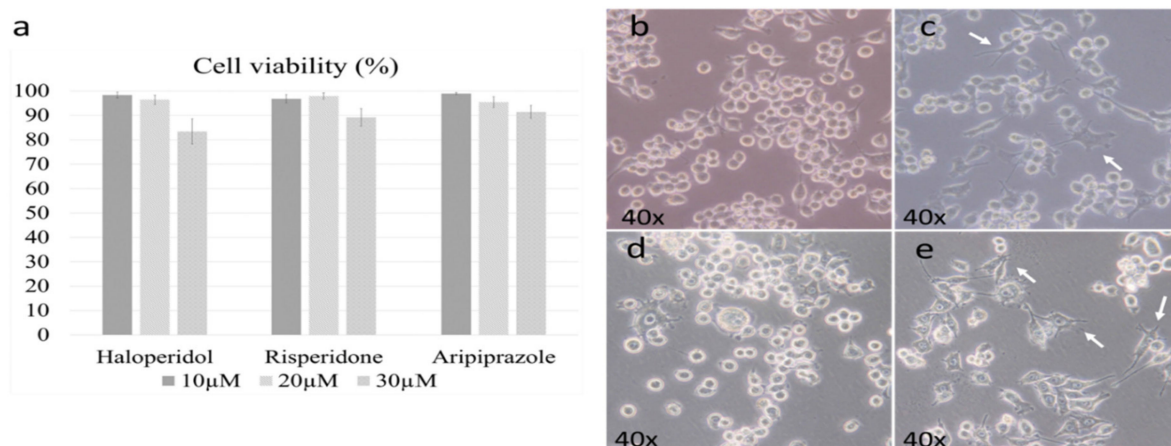 a
Cell viability (%)
100
90
80
70
60
50
40
30
20
10
0
Haloperidol Risperidone Aripiprazole
10µM 20µM 30µM
b
40x
c
40x
d
40x
e
40x